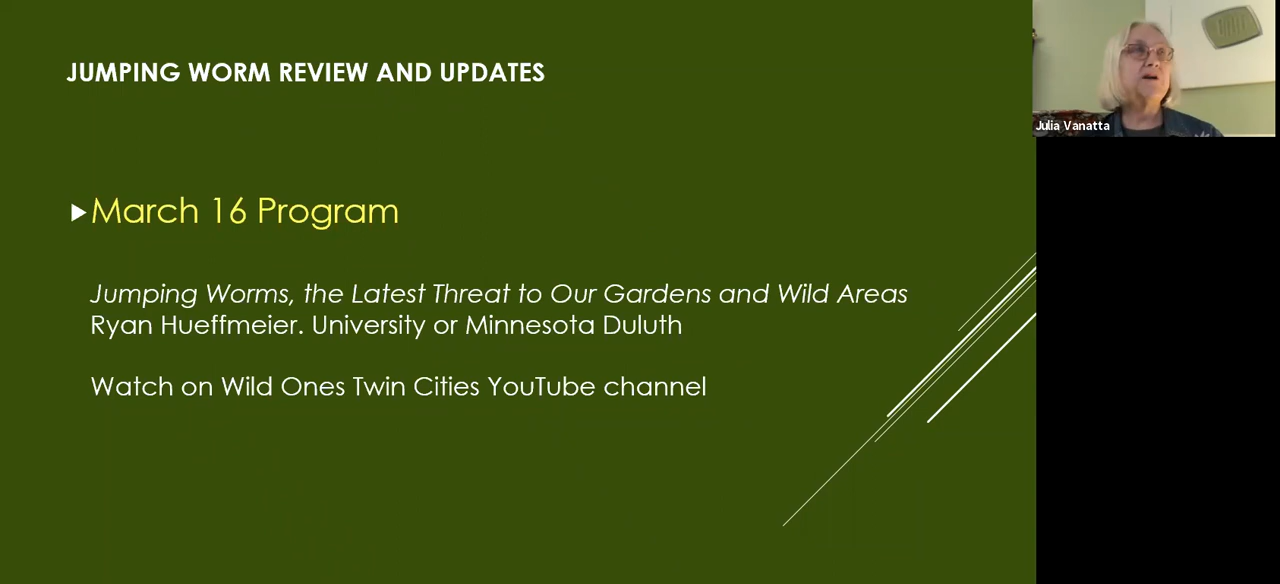 JUMPING WORM REVIEW AND UPDATES
March 16 Program
Jumping Worms, the Latest Threat to Our Gardens and Wild Areas
Ryan Hueffmeier. University or Minnesota Duluth
Watch on Wild Ones Twin Cities YouTube channel
Julia Vanatta